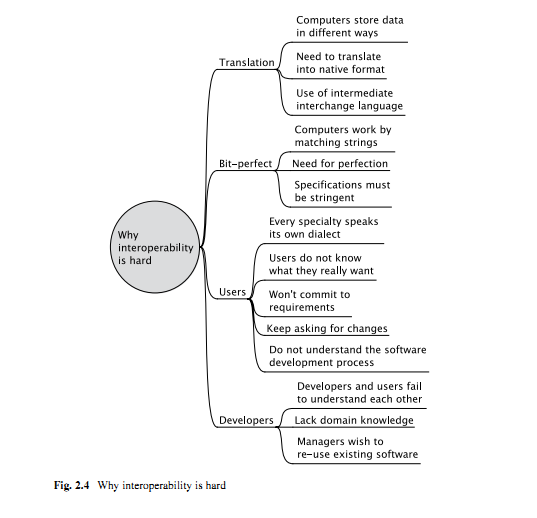 Why
interoperability
is hard
Translation
Computers store data
in different ways
Need to translate
into native format
Use of intermediate
interchange language
Bit-perfect
Computers work by
matching strings
Need for perfection
Specifications must
be stringent
Users
Every specialty speaks
its own dialect
Users do not know
what they really want
Won't commit to
requirements
Keep asking for changes
Do not understand the software
development process
Developers
Developers and users fail
to understand each other
Lack domain knowledge
Managers wish to
re-use existing software
Fig. 2.4 Why interoperability is hard